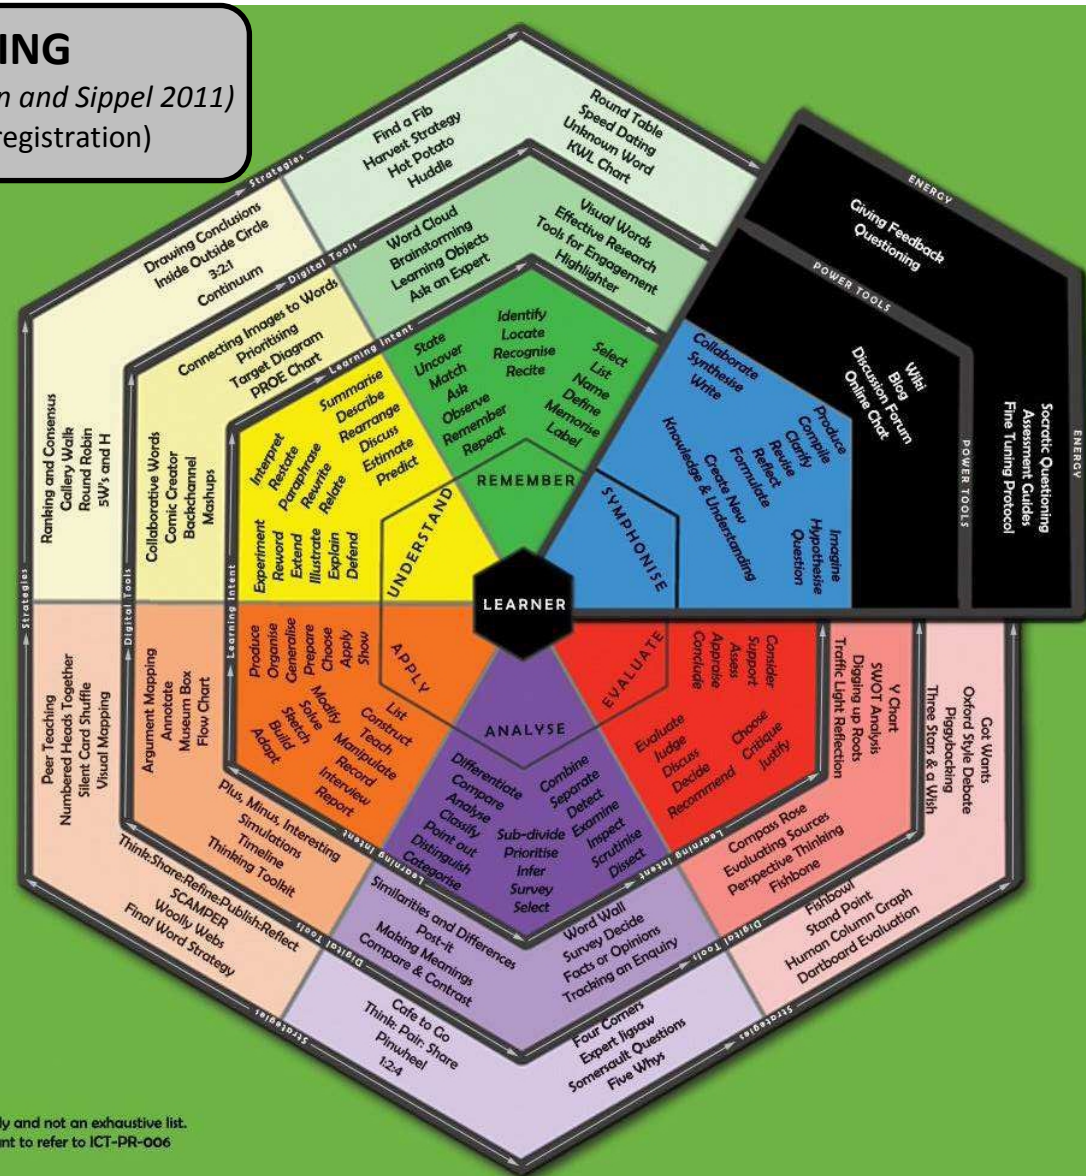 ING
n and Sippel 2011)
registration)
LEARNER
REMEMBER
State
Uncover
Match
Ask
Observe
Remember
Repeat
Identify
Locate
Recognise
Recite
Select
List
Name
Define
Memorise
Label
Learning Intent
Word Cloud
Brainstorming
Learning Objects
Ask an Expert
Visual Words
Effective Research
Tools for Engagement
Highlighter
Digital Tools
Find a Fib
Harvest Strategy
Hot Potato
Huddle
Round Table
Speed Dating
Unknown Word
KWL Chart
Strategies
SYMPHONISE
Collaborate
Synthesise
Write
Produce
Compile
Clarify
Revise
Reflect
Formulate
Create New
Knowledge & Understanding
Imagine
Hypothesise
Question
POWER TOOLS
Wiki
Blog
Discussion Forum
Online Chat
POWER TOOLS
ENERGY
Giving Feedback
Questioning
Socratic Questioning
Assessment Guides
Fine Tuning Protocol
ENERGY
EVALUATE
Consider
Support
Assess
Appraise
Conclude
Evaluate
Judge
Discuss
Decide
Recommend
Choose
Critique
Justify
Learning Intent
Y Chart
SWOT Analysis
Digging up Roots
Traffic Light Reflection
Compass Rose
Evaluating Sources
Perspective Thinking
Fishbone
Digital Tools
Got Wants
Oxford Style Debate
Piggybacking
Three Stars & a Wish
Fishbowl
Stand Point
Human Column Graph
Dartboard Evaluation
Strategies
ANALYSE
Differentiate
Compare
Analyse
Classify
Point out
Distinguish
Categorise
Sub-divide
Prioritise
Infer
Survey
Select
Combine
Separate
Detect
Examine
Inspect
Scrutinise
Dissect
Learning Intent
Similarities and Differences
Post-it
Making Meanings
Compare & Contrast
Word Wall
Survey Decide
Facts or Opinions
Tracking an Enquiry
Digital Tools
Cafe to Go
Think: Pair: Share
Pinwheel
1:2:4
Four Corners
Expert Jigsaw
Somersault Questions
Five Whys
Strategies
APPLY
Produce
Organise
Generalise
Prepare
Choose
Apply
Show
Modify
Solve
Sketch
Build
Adapt
List
Construct
Teach
Manipulate
Record
Interview
Report
Learning Intent
Argument Mapping
Annotate
Museum Box
Flow Chart
Plus, Minus, Interesting
Simulations
Timeline
Thinking Toolkit
Digital Tools
Peer Teaching
Numbered Heads Together
Silent Card Shuffle
Visual Mapping
Think:Share:Refine:Publish:Reflect
SCAMPER
Woolly Webs
Final Word Strategy
Strategies
UNDERSTAND
Summarise
Describe
Rearrange
Discuss
Estimate
Predict
Interpret
Restate
Paraphrase
Rewrite
Relate
Experiment
Reword
Extend
Illustrate
Explain
Defend
Connecting Images to Words
Prioritising
Target Diagram
PROE Chart
Collaborative Words
Comic Creator
Backchannel
Mashups
Drawing Conclusions
Inside Outside Circle
3:2:1
Continuum
Ranking and Consensus
Gallery Walk
Round Robin
5W's and H
ly and not an exhaustive list.
nt to refer to ICT-PR-006